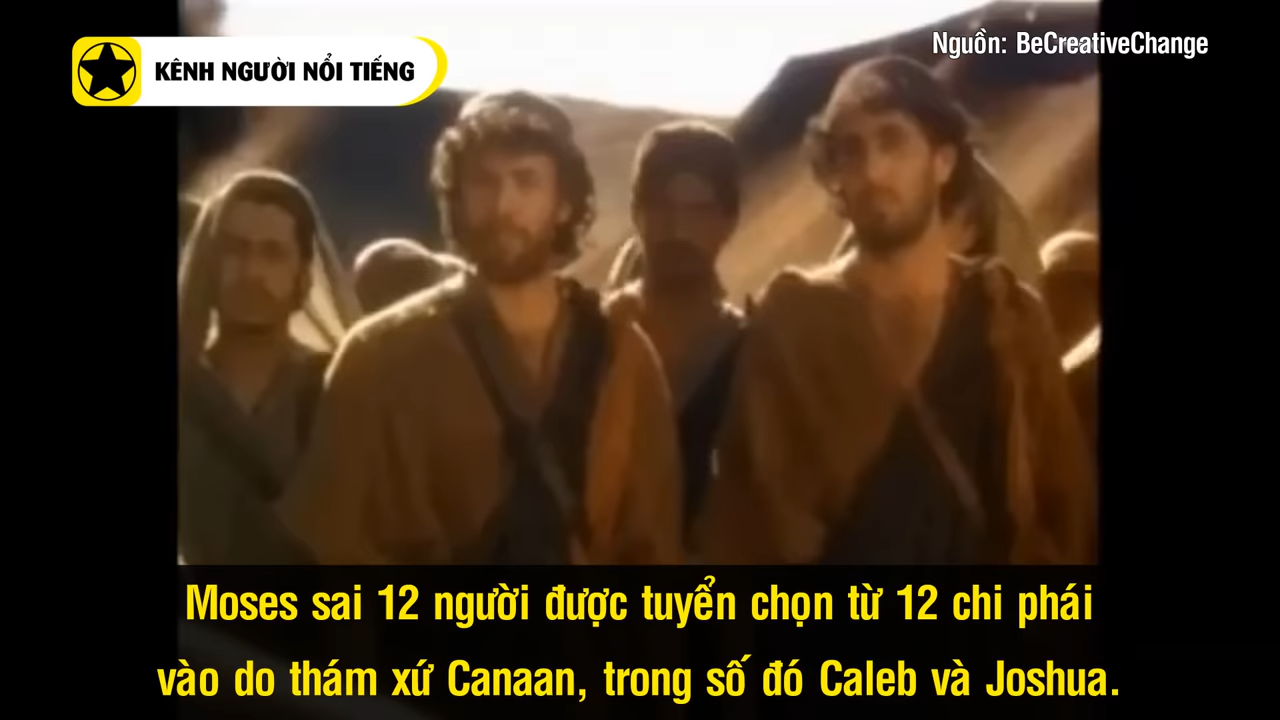 KÊNH NGƯỜI NỔI TIẾNG
Nguồn: BeCreativeChange
Moses sai 12 người được tuyển chọn từ 12 chi phái
vào do thám xứ Canaan, trong số đó Caleb và Joshua.